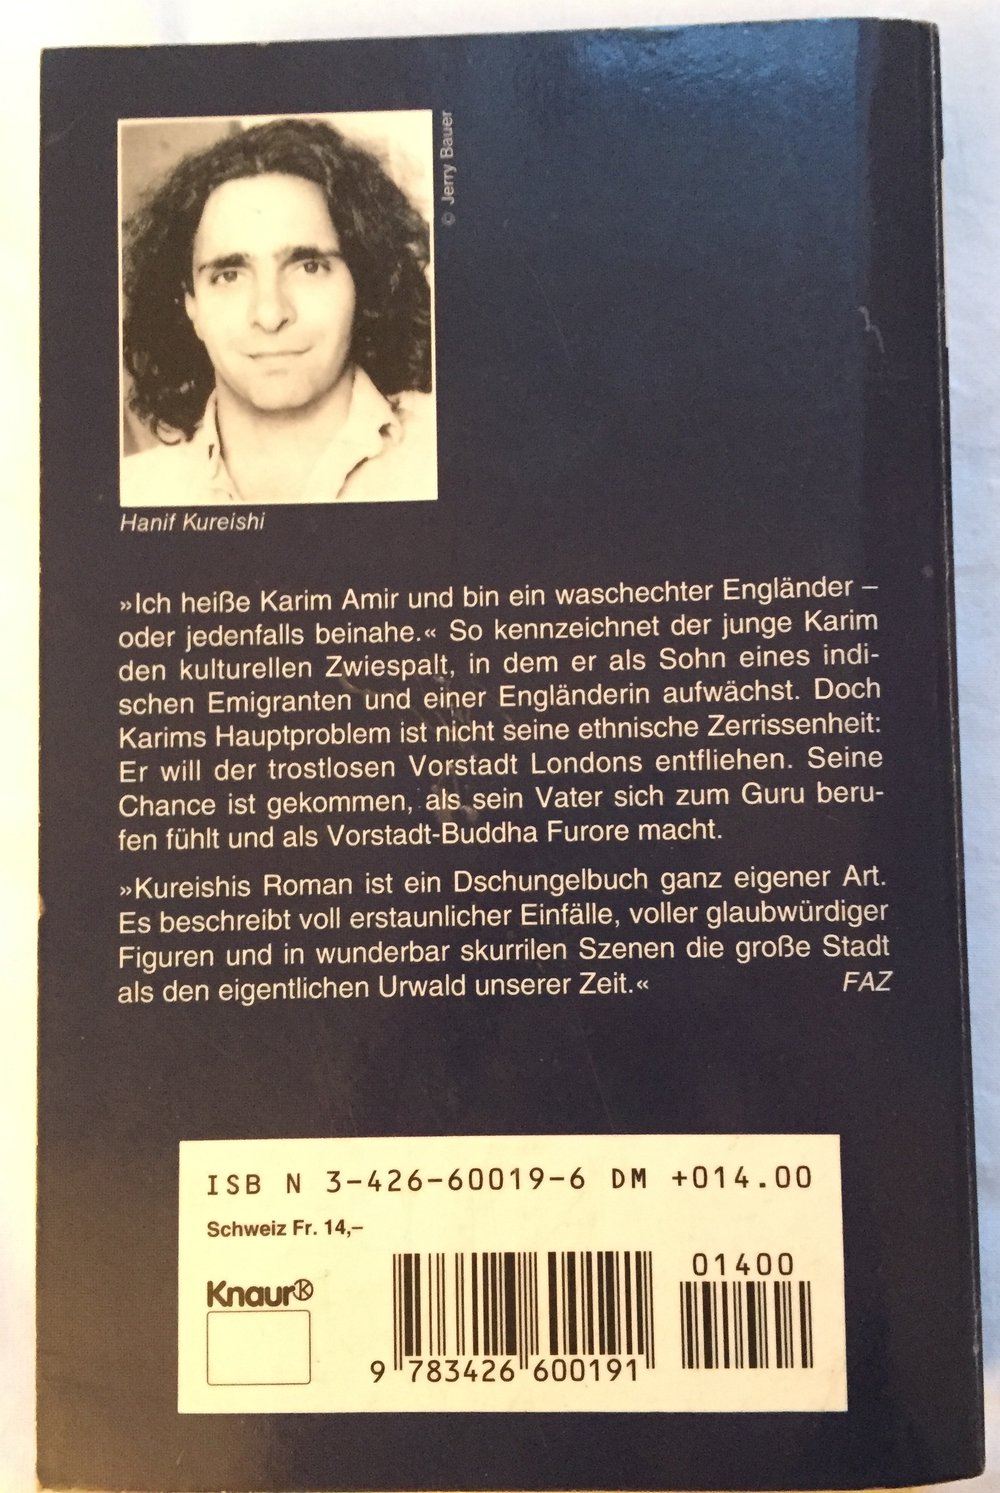 © Jerry Bauer
Hanif Kureishi
»Ich heiße Karim Amir und bin ein waschechter Engländer –
oder jedenfalls beinahe.« So kennzeichnet der junge Karim
den kulturellen Zwiespalt, in dem er als Sohn eines indi-
schen Emigranten und einer Engländerin aufwächst. Doch
Karims Hauptproblem ist nicht seine ethnische Zerrissenheit:
Er will der trostlosen Vorstadt Londons entfliehen. Seine
Chance ist gekommen, als sein Vater sich zum Guru beru-
fen fühlt und als Vorstadt-Buddha Furore macht.
»Kureishis Roman ist ein Dschungelbuch ganz eigener Art.
Es beschreibt voll erstaunlicher Einfälle, voller glaubwürdiger
Figuren und in wunderbar skurrilen Szenen die große Stadt
als den eigentlichen Urwald unserer Zeit.« FAZ
ISB N 3-426-60019-6 DM +014.00
Schweiz Fr. 14,–
Knaur K
01400
9 783426 600191